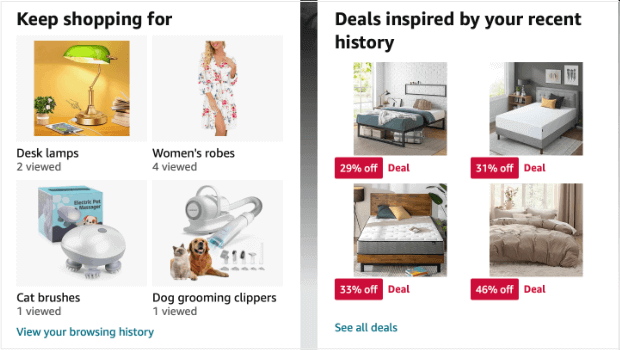 Keep shopping for
Desk lamps
2 viewed
Women's robes
4 viewed
Electric Pet
Massager
Cat brushes
1 viewed
Dog grooming clippers
1 viewed
View your browsing history
Deals inspired by your recent
history
29% off Deal
31% off Deal
33% off Deal
46% off Deal
See all deals